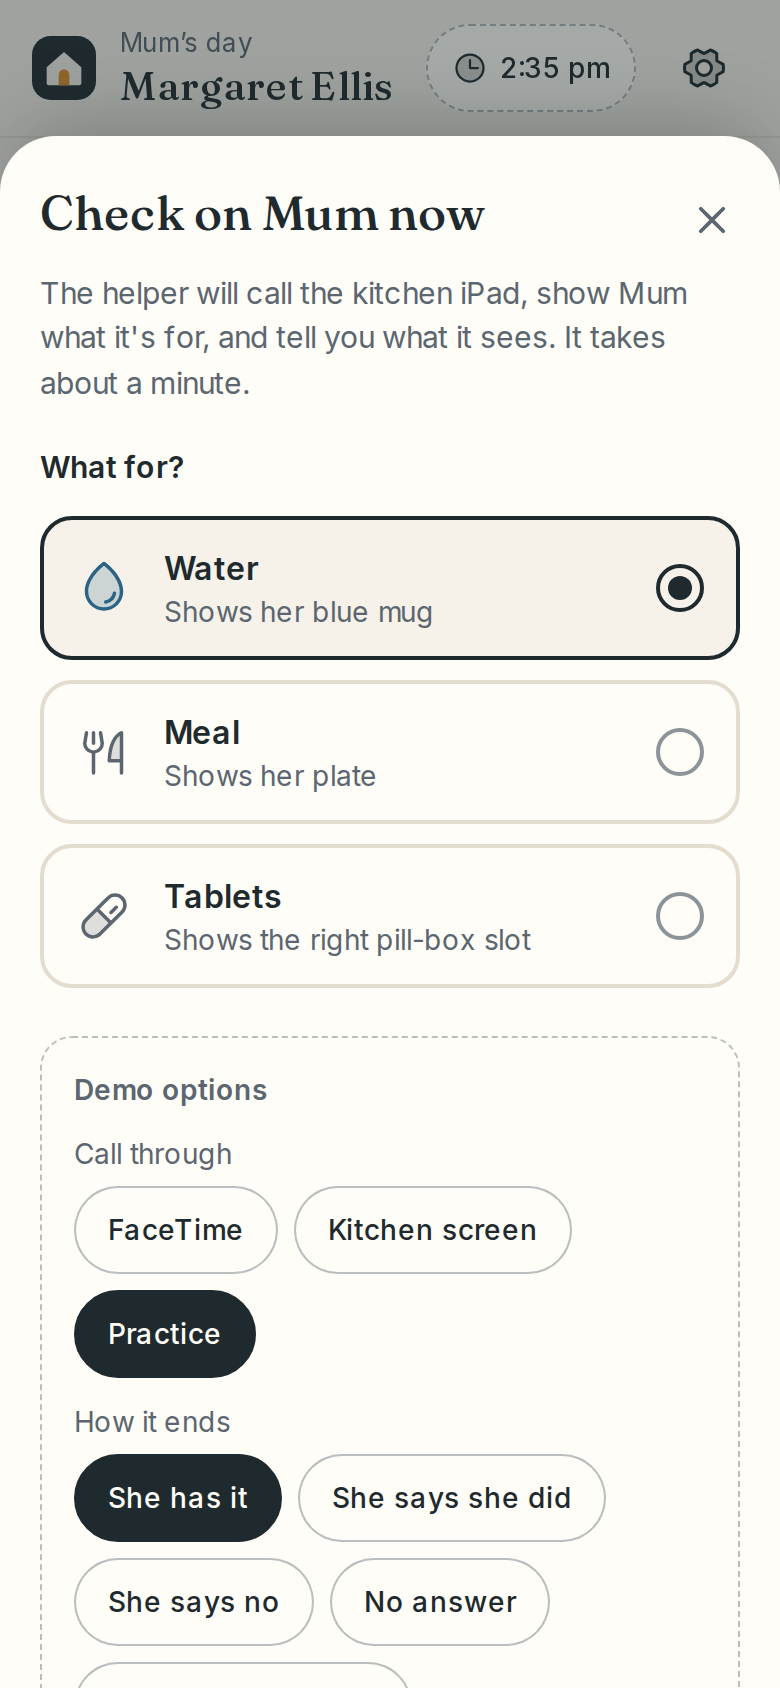 Mum’s day
Margaret Ellis
2:35 pm
Check on Mum now
The helper will call the kitchen iPad, show Mum
what it's for, and tell you what it sees. It takes
about a minute.
What for?
Water
Shows her blue mug
Meal
Shows her plate
Tablets
Shows the right pill-box slot
Demo options
Call through
FaceTime
Kitchen screen
Practice
How it ends
She has it
She says she did
She says no
No answer